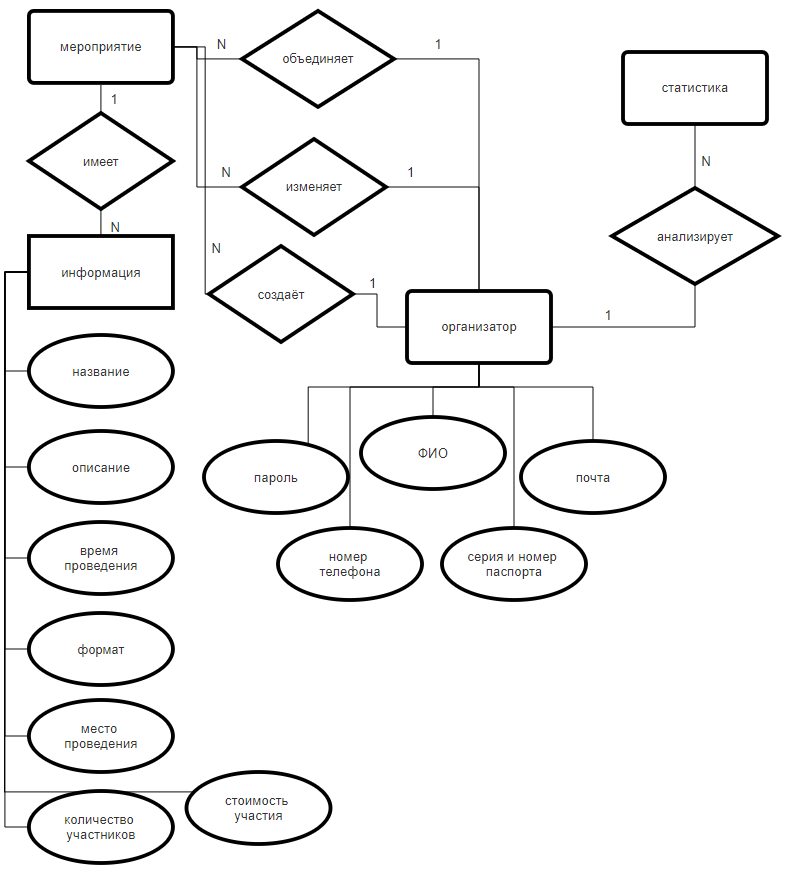 мероприятие
N
объединяет
1
статистика
1
имеет
N
изменяет
1
N
N
информация
N
создаёт
1
анализирует
организатор
1
название
пароль
ФИО
почта
описание
номер
телефона
серия и номер
паспорта
время
проведения
формат
место
проведения
стоимость
участия
количество
участников